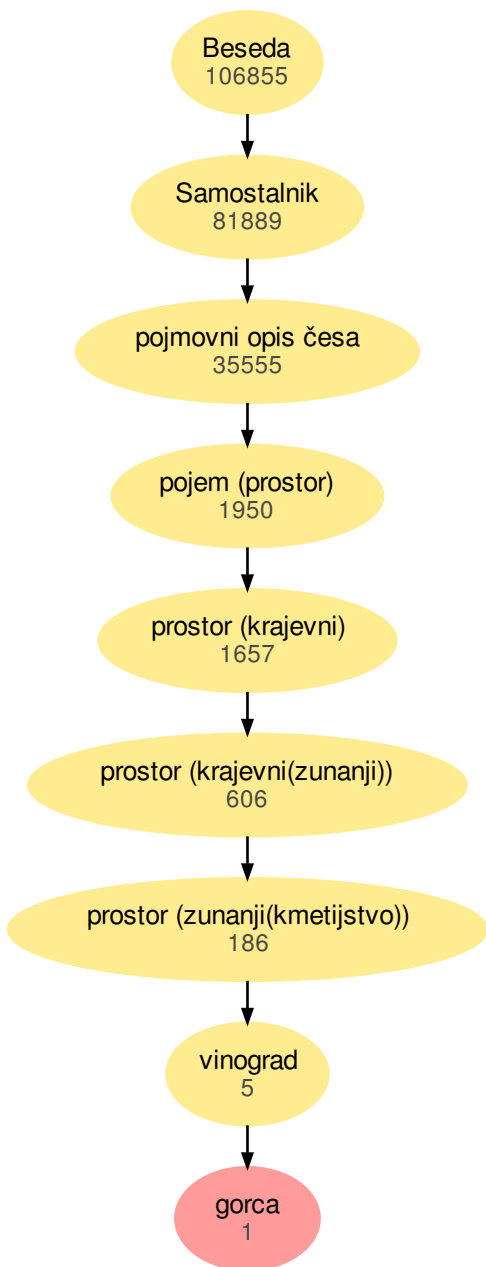 Beseda
106855
Samostalnik
81889
pojmovni opis česa
35555
pojem (prostor)
1950
prostor (krajevni)
1657
prostor (krajevni(zunanji))
606
prostor (zunanji(kmetijstvo))
186
vinograd
5
gorca
1